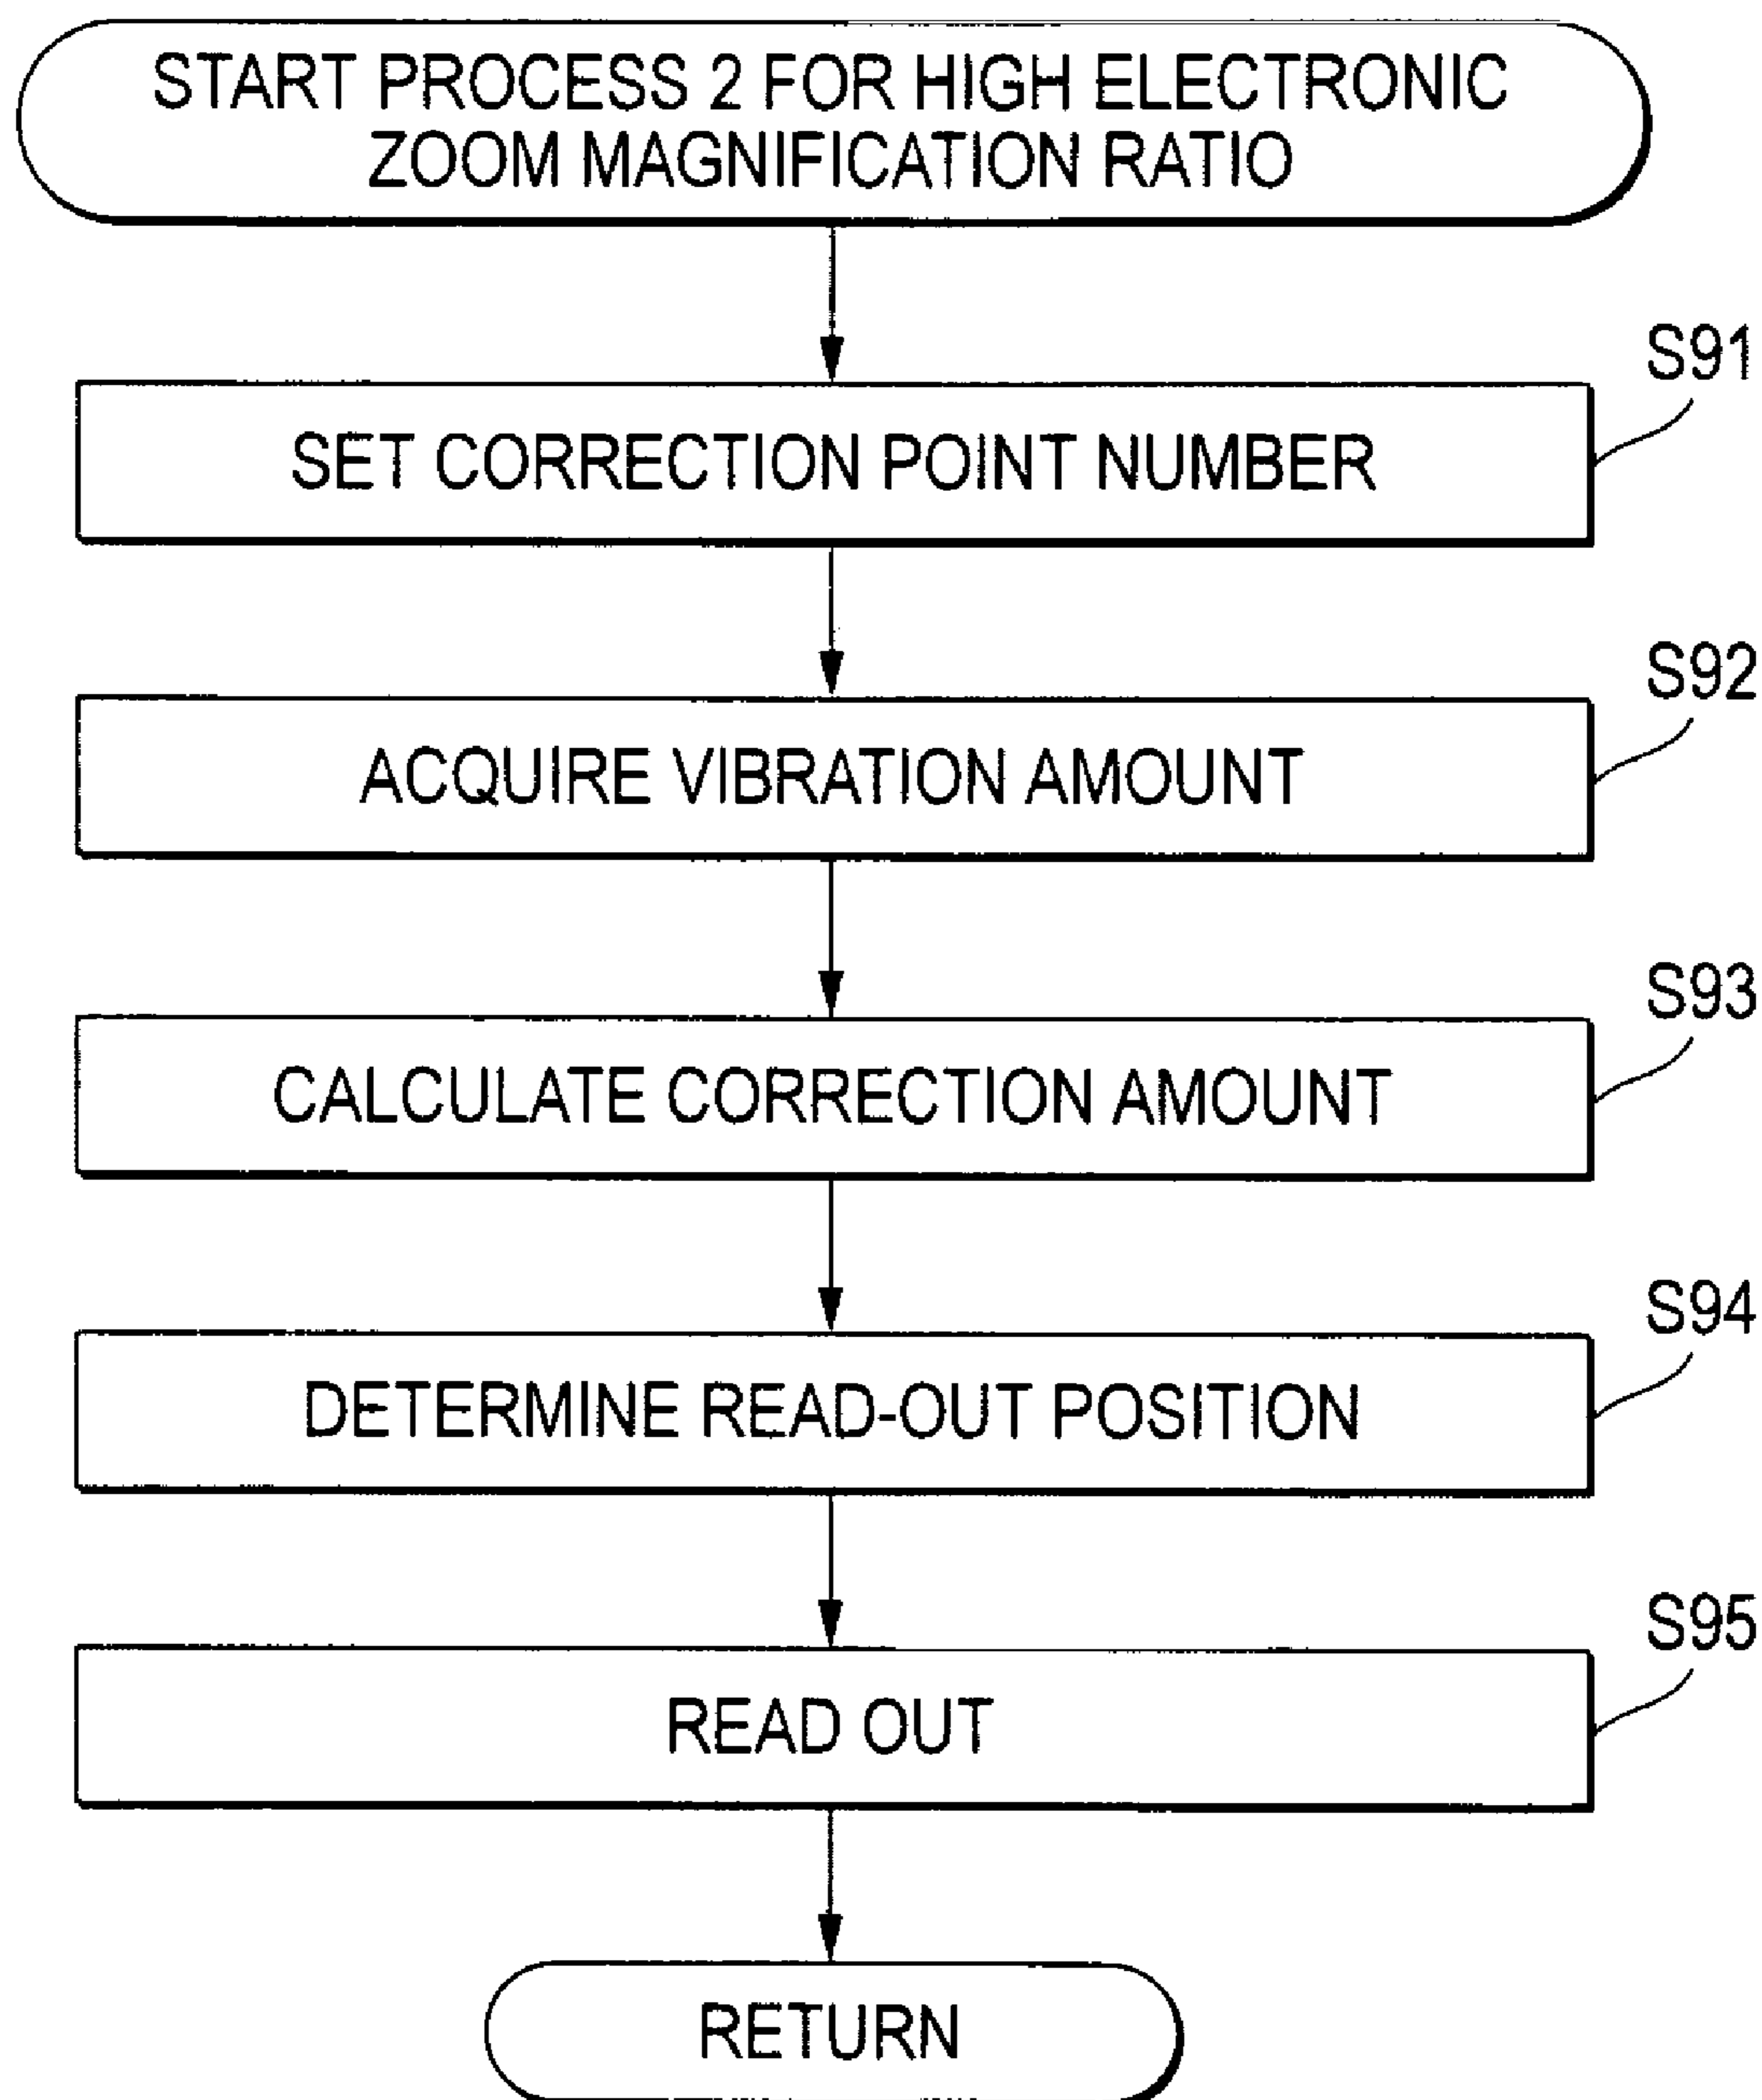 START PROCESS 2 FOR HIGH ELECTRONIC
ZOOM MAGNIFICATION RATIO
S91
SET CORRECTION POINT NUMBER
S92
ACQUIRE VIBRATION AMOUNT
S93
CALCULATE CORRECTION AMOUNT
S94
DETERMINE READ-OUT POSITION
S95
READ OUT
RETURN